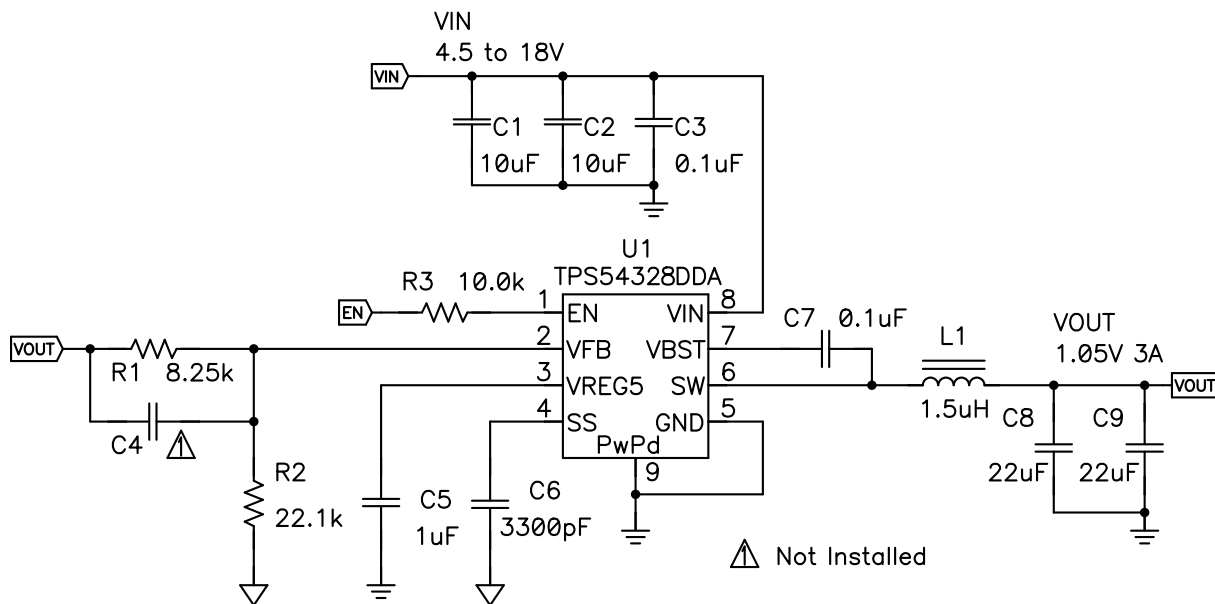 VIN
4.5 to 18V
VIN
C1
C2
C3
10uF
10uF
0.1uF
U1
TPS54328DDA
R3 10.0k
EN
1
EN
VIN
8
C7
0.1uF
VOUT
2
VFB
VBST
7
L1
VOUT
1.05V 3A
R1
8.25k
3
VREG5
SW
6
VOUT
1.5uH
4
SS
GND
5
C8
C9
C4
1
PwPd
9
22uF
22uF
R2
22.1k
C5
1uF
C6
3300pF
1 Not Installed